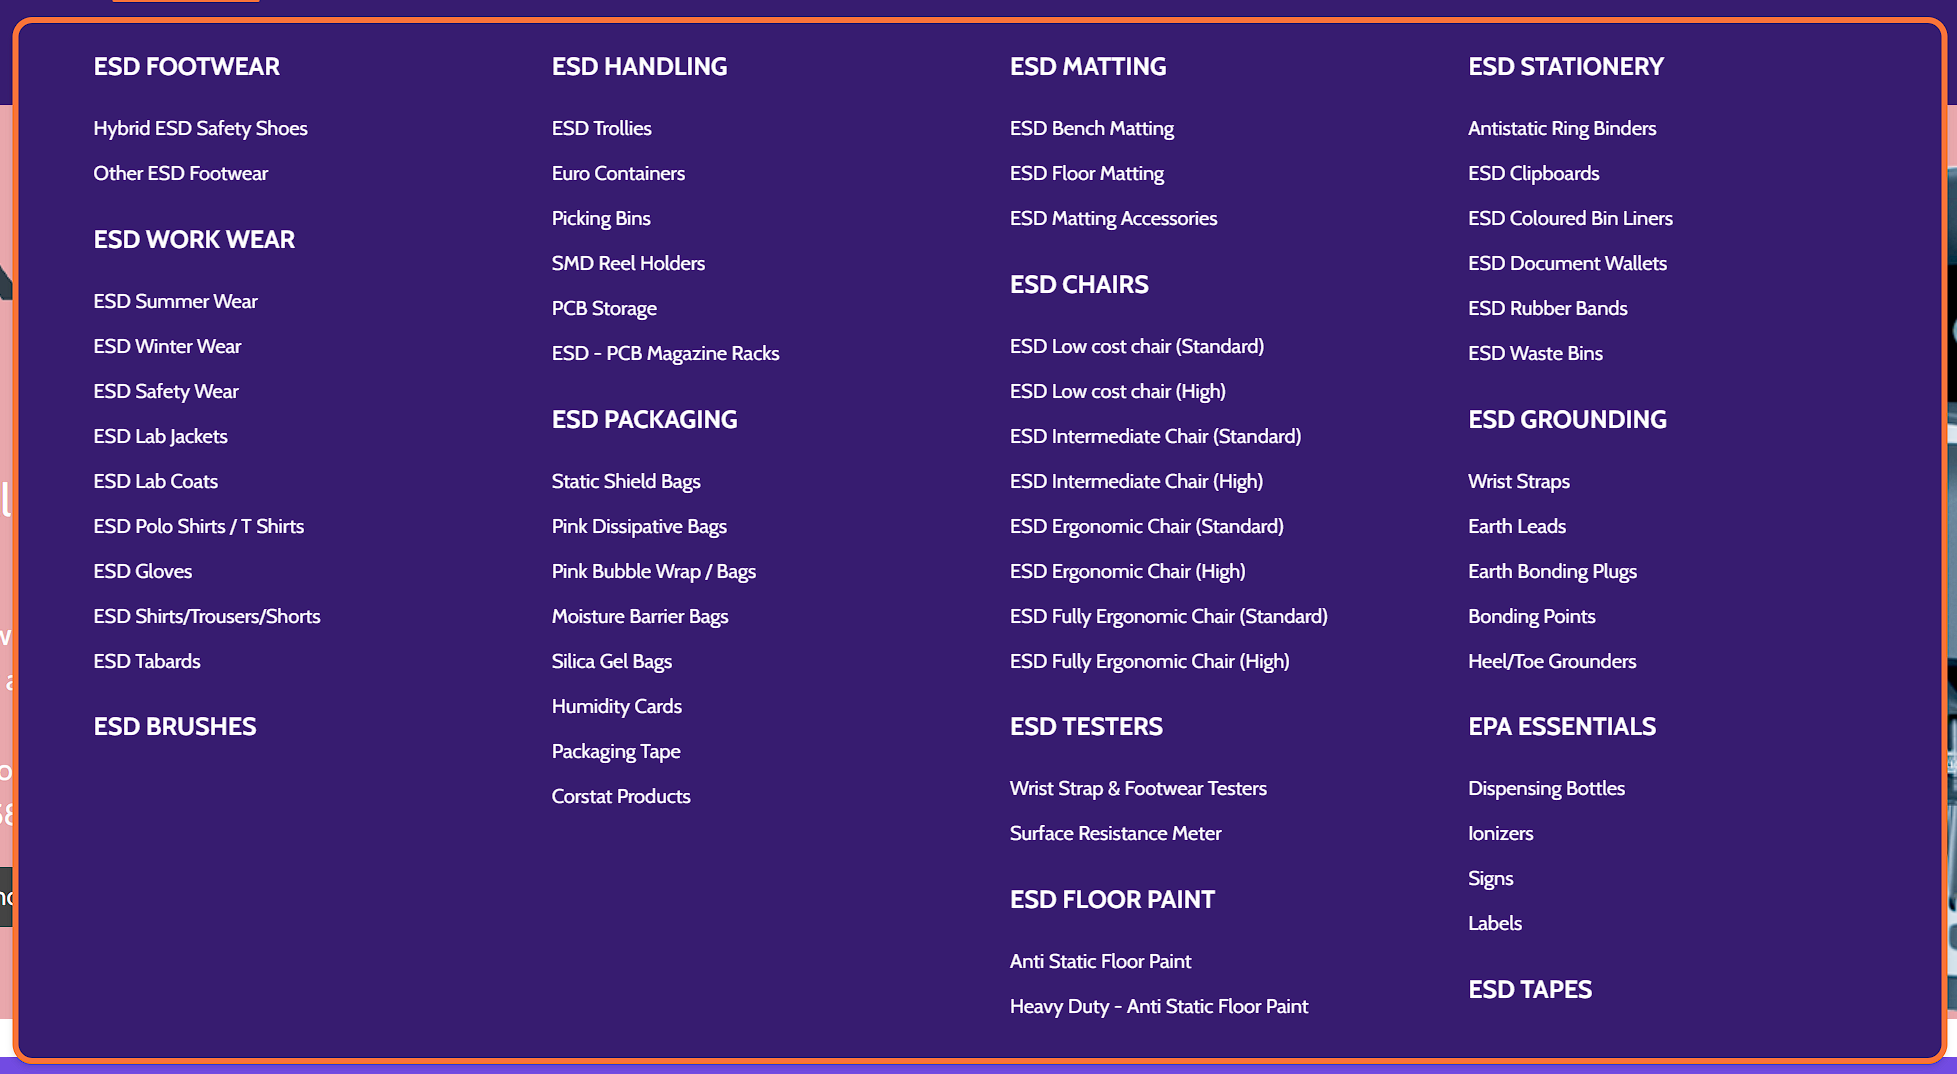 ESD FOOTWEAR
Hybrid ESD Safety Shoes
Other ESD Footwear
ESD WORK WEAR
ESD Summer Wear
ESD Winter Wear
ESD Safety Wear
ESD Lab Jackets
ESD Lab Coats
ESD Polo Shirts / T Shirts
ESD Gloves
ESD Shirts/Trousers/Shorts
ESD Tabards
ESD BRUSHES
ESD HANDLING
ESD Trollies
Euro Containers
Picking Bins
SMD Reel Holders
PCB Storage
ESD - PCB Magazine Racks
ESD PACKAGING
Static Shield Bags
Pink Dissipative Bags
Pink Bubble Wrap / Bags
Moisture Barrier Bags
Silica Gel Bags
Humidity Cards
Packaging Tape
Corstat Products
ESD MATTING
ESD Bench Matting
ESD Floor Matting
ESD Matting Accessories
ESD CHAIRS
ESD Low cost chair (Standard)
ESD Low cost chair (High)
ESD Intermediate Chair (Standard)
ESD Intermediate Chair (High)
ESD Ergonomic Chair (Standard)
ESD Ergonomic Chair (High)
ESD Fully Ergonomic Chair (Standard)
ESD Fully Ergonomic Chair (High)
ESD TESTERS
Wrist Strap & Footwear Testers
Surface Resistance Meter
ESD FLOOR PAINT
Anti Static Floor Paint
Heavy Duty - Anti Static Floor Paint
ESD STATIONERY
Antistatic Ring Binders
ESD Clipboards
ESD Coloured Bin Liners
ESD Document Wallets
ESD Rubber Bands
ESD Waste Bins
ESD GROUNDING
Wrist Straps
Earth Leads
Earth Bonding Plugs
Bonding Points
Heel/Toe Grounders
EPA ESSENTIALS
Dispensing Bottles
Ionizers
Signs
Labels
ESD TAPES